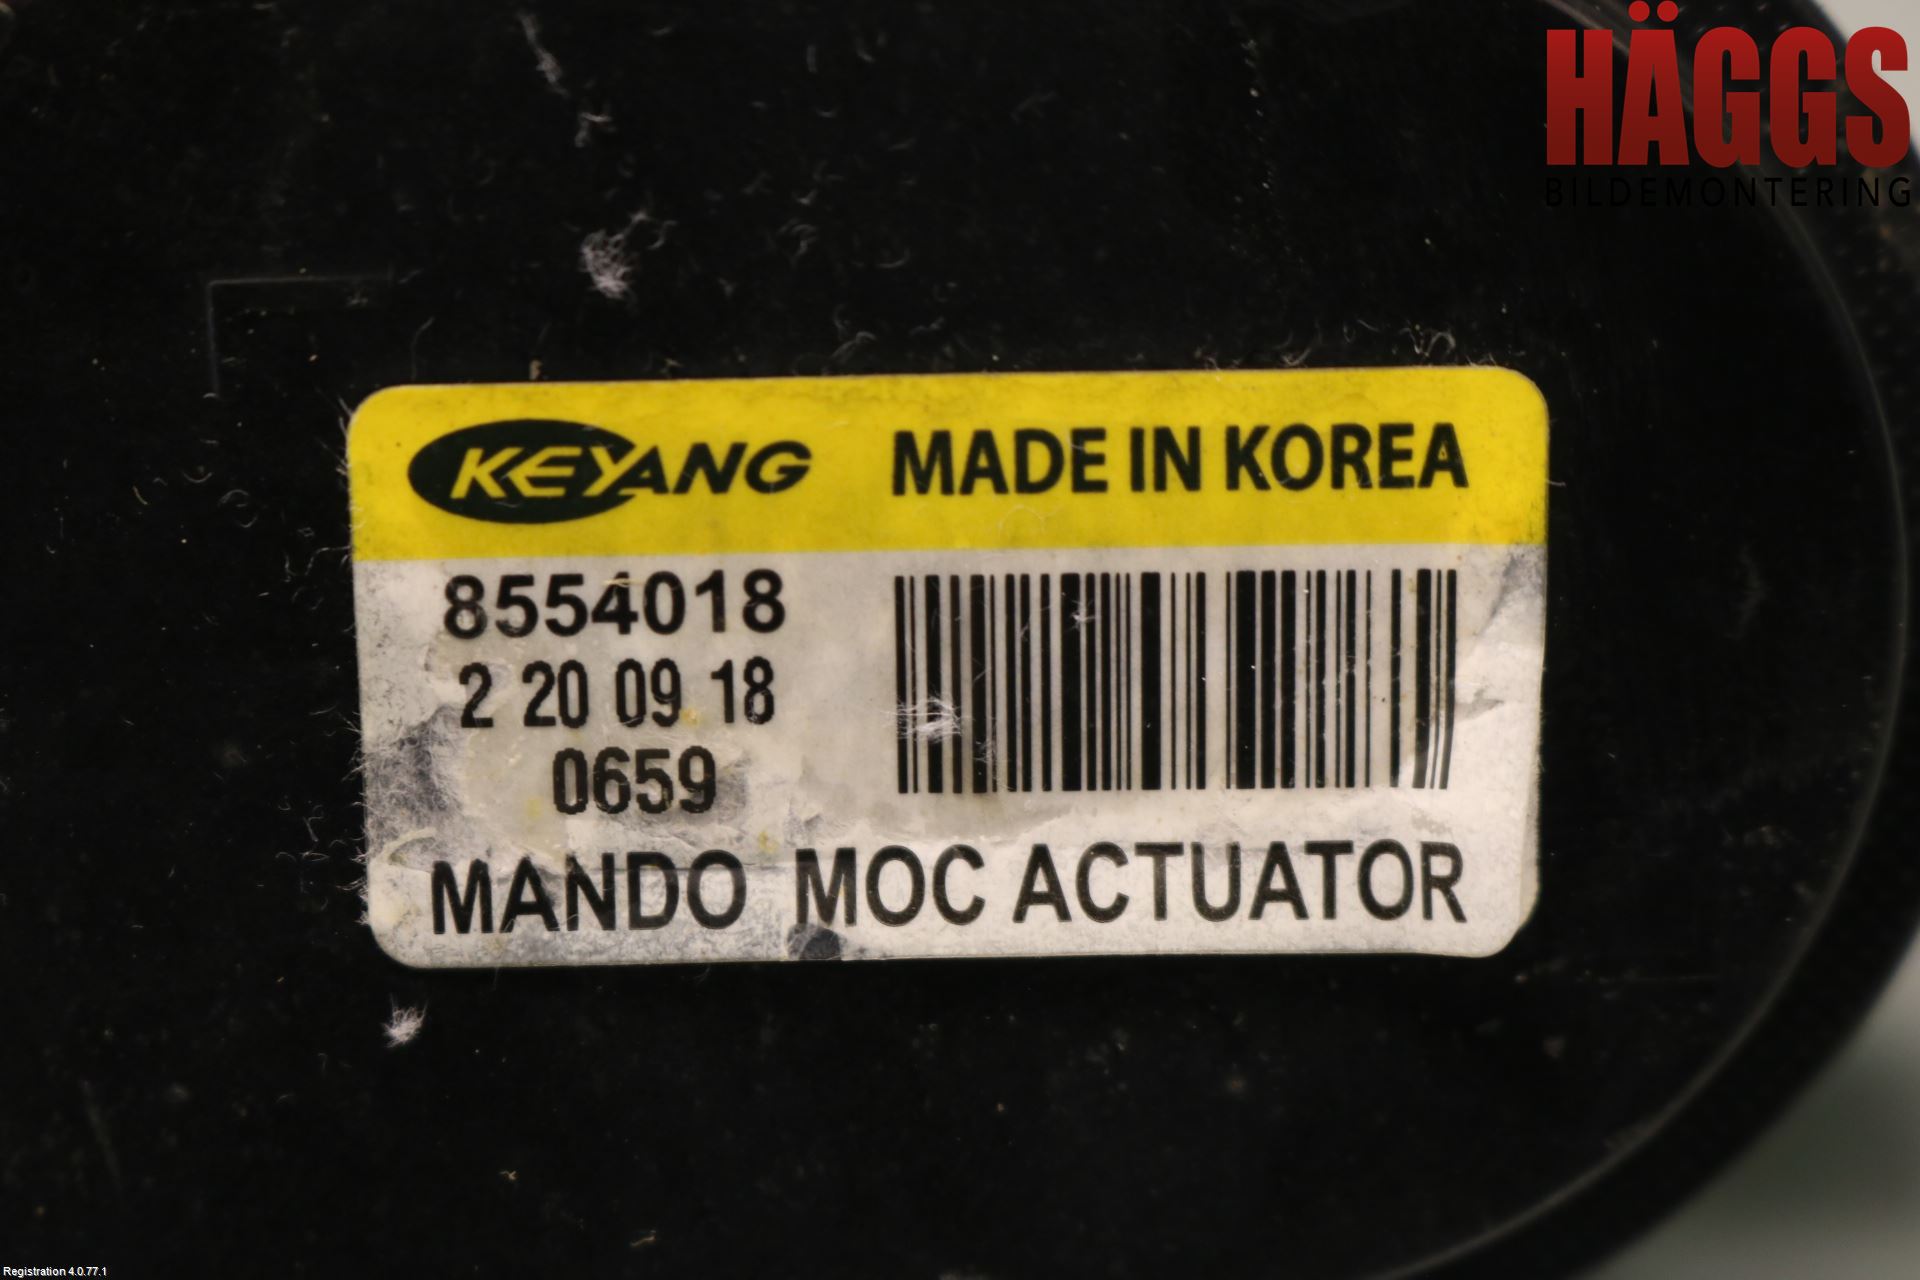 HÄGGS
BILDEMONTERING
KEYANG MADE IN KOREA
8554018
2 20 09 18
0659
MANDO MOC ACTUATOR
Registration 4.0.77.1